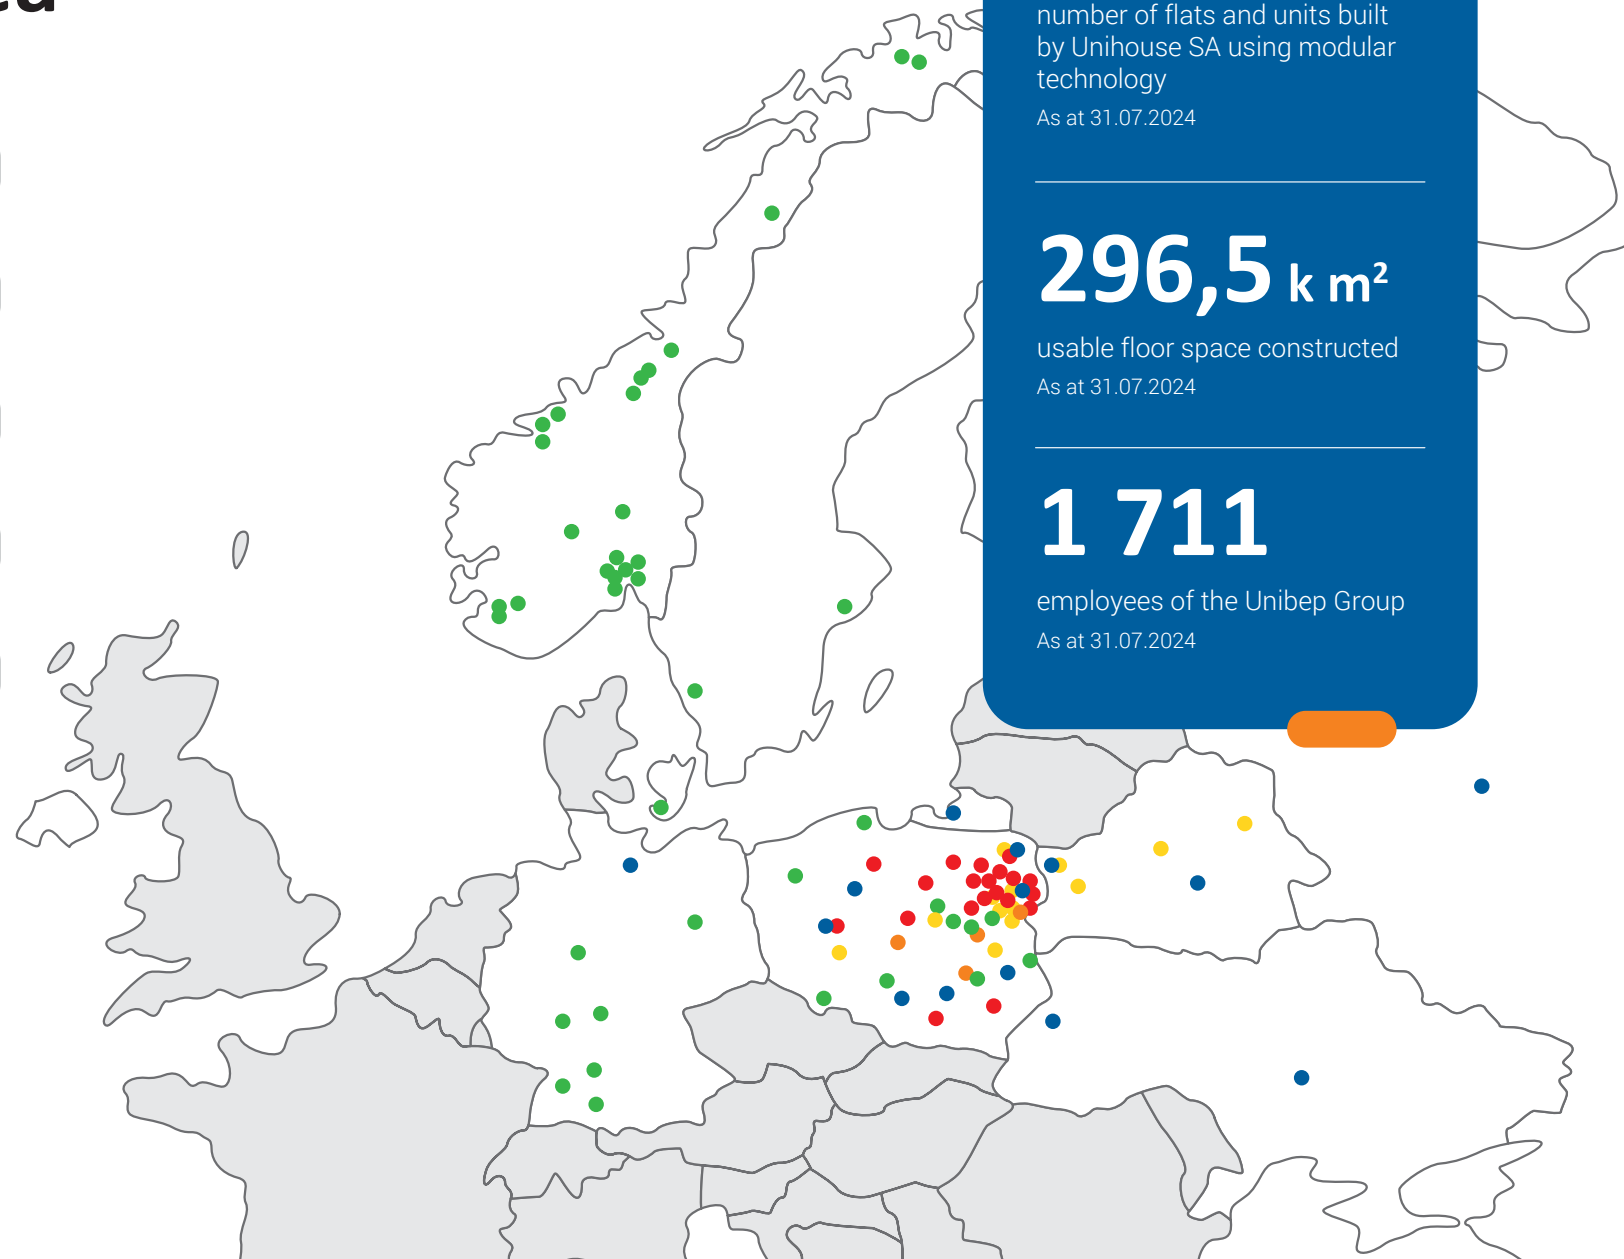 number of flats and units built
by Unihouse SA using modular
technology
As at 31.07.2024
296,5 k m²
usable floor space constructed
As at 31.07.2024
1 711
employees of the Unibep Group
As at 31.07.2024